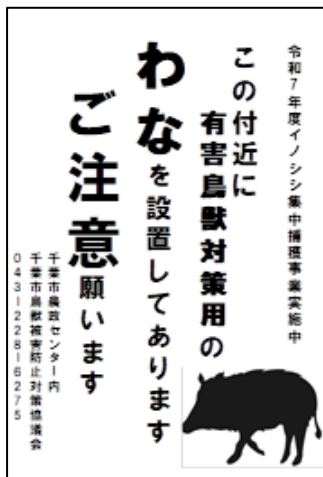 令和7年度イノシシ集中捕獲事業実施中
この付近に
有害鳥獣対策用の
わなを設置してあります
ご注意願います
千葉市農政センター内
千葉市鳥獣被害防止対策協議会
043-228-6275